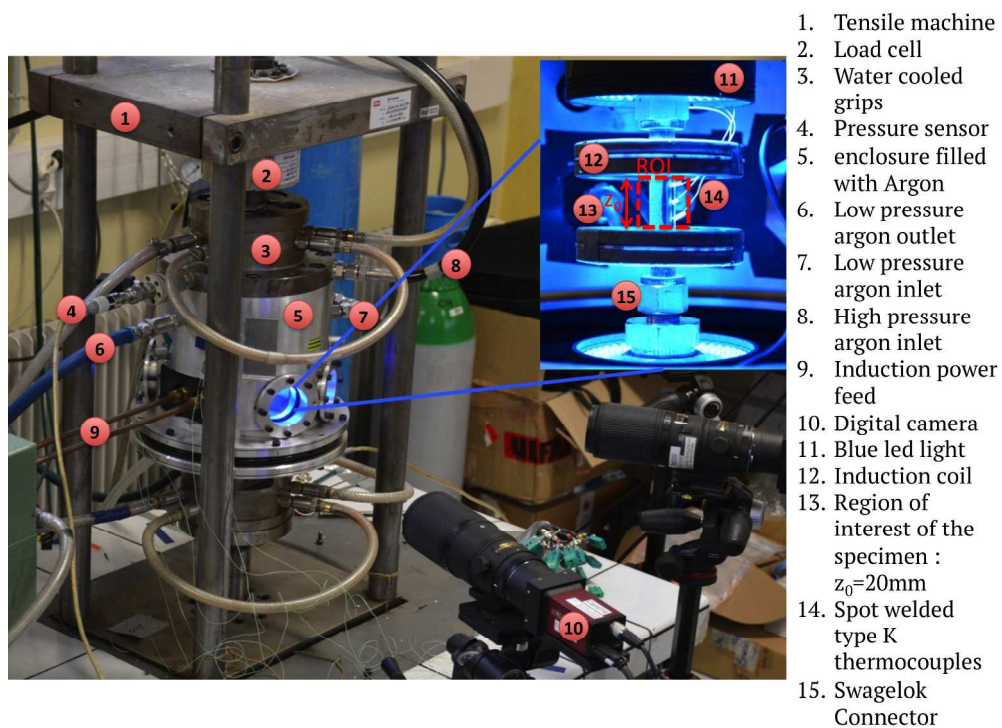 1. Tensile machine
2. Load cell
3. Water cooled
grips
4. Pressure sensor
5. enclosure filled
with Argon
6. Low pressure
argon outlet
7. Low pressure
argon inlet
8. High pressure
argon inlet
9. Induction power
feed
10. Digital camera
11. Blue led light
12. Induction coil
13. Region of
interest of the
specimen :
z₀=20mm
14. Spot welded
type K
thermocouples
15. Swagelok
Connector
1
2
3
4
5
6
7
8
9
10
11
12
ROI
13
z₀
14
15